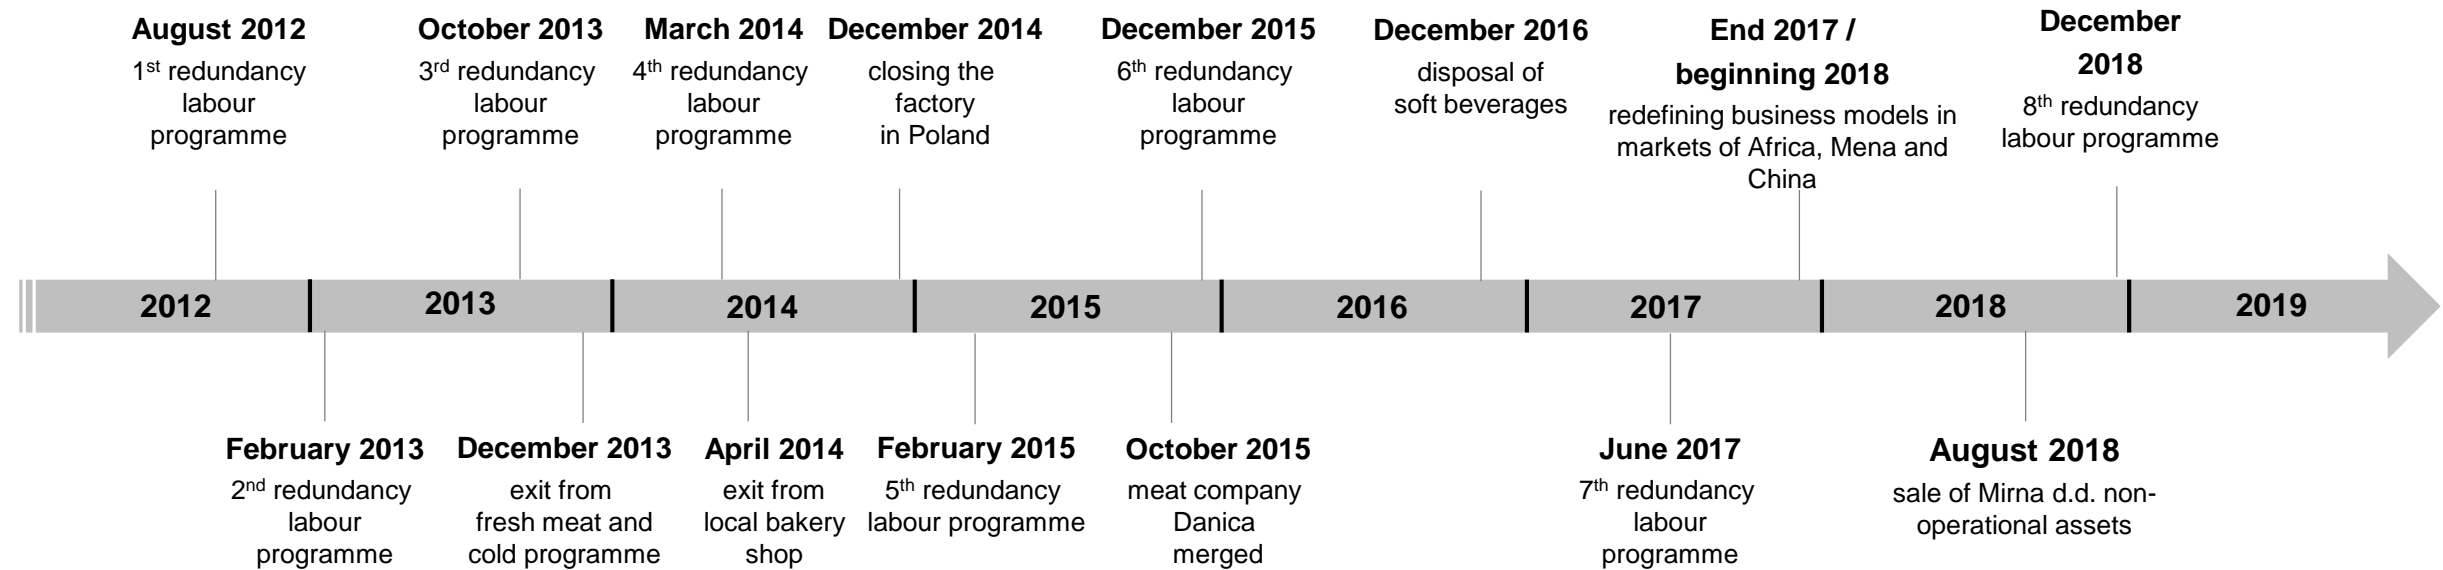 August 2012
1st redundancy
labour
programme
October 2013
3rd redundancy
labour
programme
March 2014
4th redundancy
labour
programme
December 2014
closing the
factory
in Poland
December 2015
6th redundancy
labour
programme
December 2016
disposal of
soft beverages
End 2017 /
beginning 2018
redefining business models in
markets of Africa, Mena and
China
December
2018
8th redundancy
labour programme
2012
2013
2014
2015
2016
2017
2018
2019
February 2013
2nd redundancy
labour
programme
December 2013
exit from
fresh meat and
cold programme
April 2014
exit from
local bakery
shop
February 2015
5th redundancy
labour programme
October 2015
meat company
Danica
merged
June 2017
7th redundancy
labour
programme
August 2018
sale of Mirna d.d. non-
operational assets